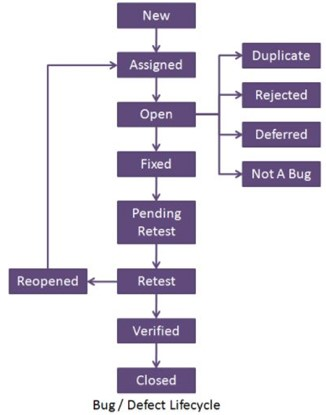 New
Assigned
Duplicate
Rejected
Open
Deferred
Fixed
Not A Bug
Pending
Retest
Reopened
Retest
Verified
Closed
Bug / Defect Lifecycle